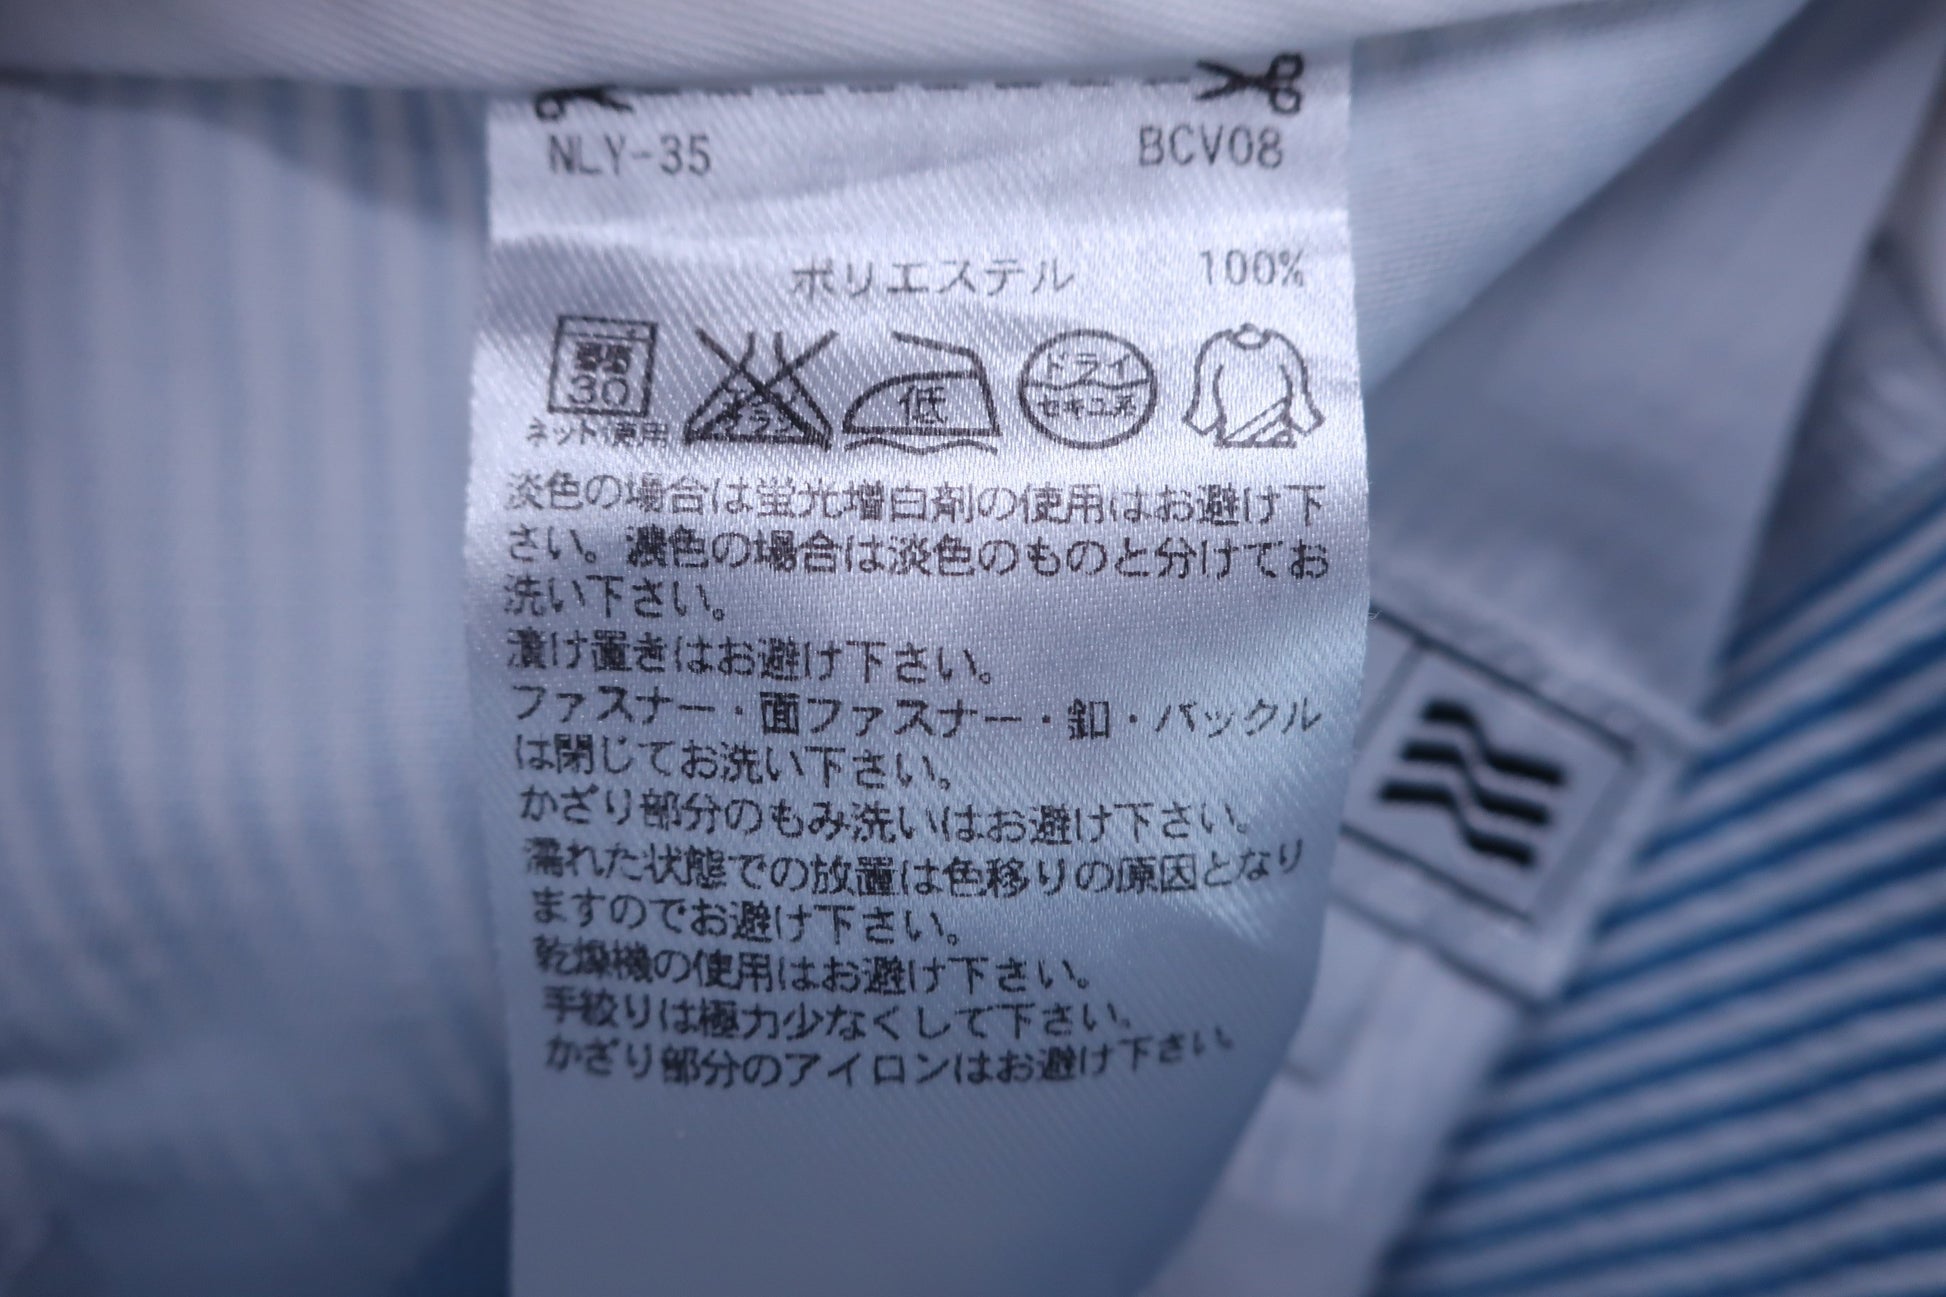 NLY-35 BCV08
ポリエステル 100%
弱 30 エンソサラシ 低 ドライ セキユ系
ネット使用
淡色の場合は蛍光増白剤の使用はお避け下
さい。濃色の場合は淡色のものと分けてお
洗い下さい。
漬け置きはお避け下さい。
ファスナー・面ファスナー・釦・バックル
は閉じてお洗い下さい。
かざり部分のもみ洗いはお避け下さい。
濡れた状態での放置は色移りの原因となり
ますのでお避け下さい。
乾燥機の使用はお避け下さい。
手絞りは極力少なくして下さい。
かざり部分のアイロンはお避け下さい。